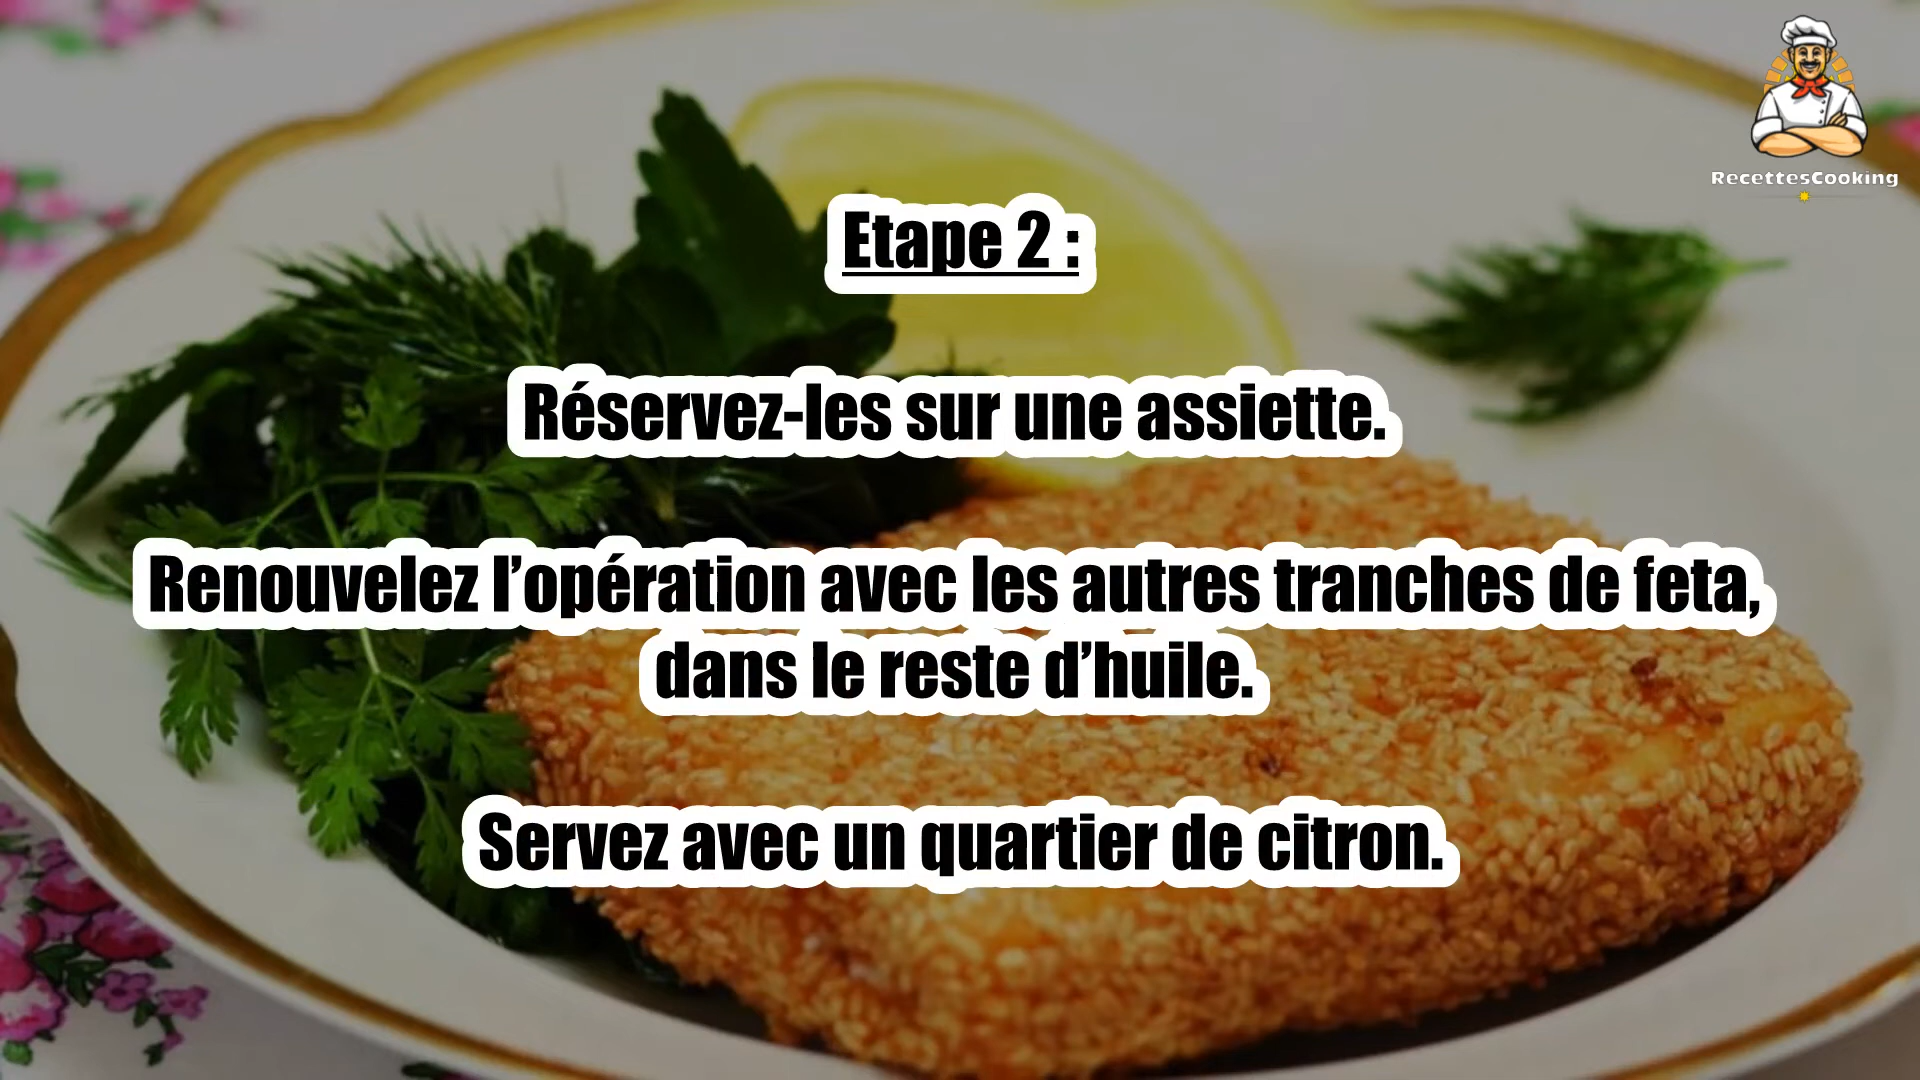 RecettesCooking
Etape 2 :
Réservez-les sur une assiette.
Renouvelez l’opération avec les autres tranches de feta,
dans le reste d’huile.
Servez avec un quartier de citron.